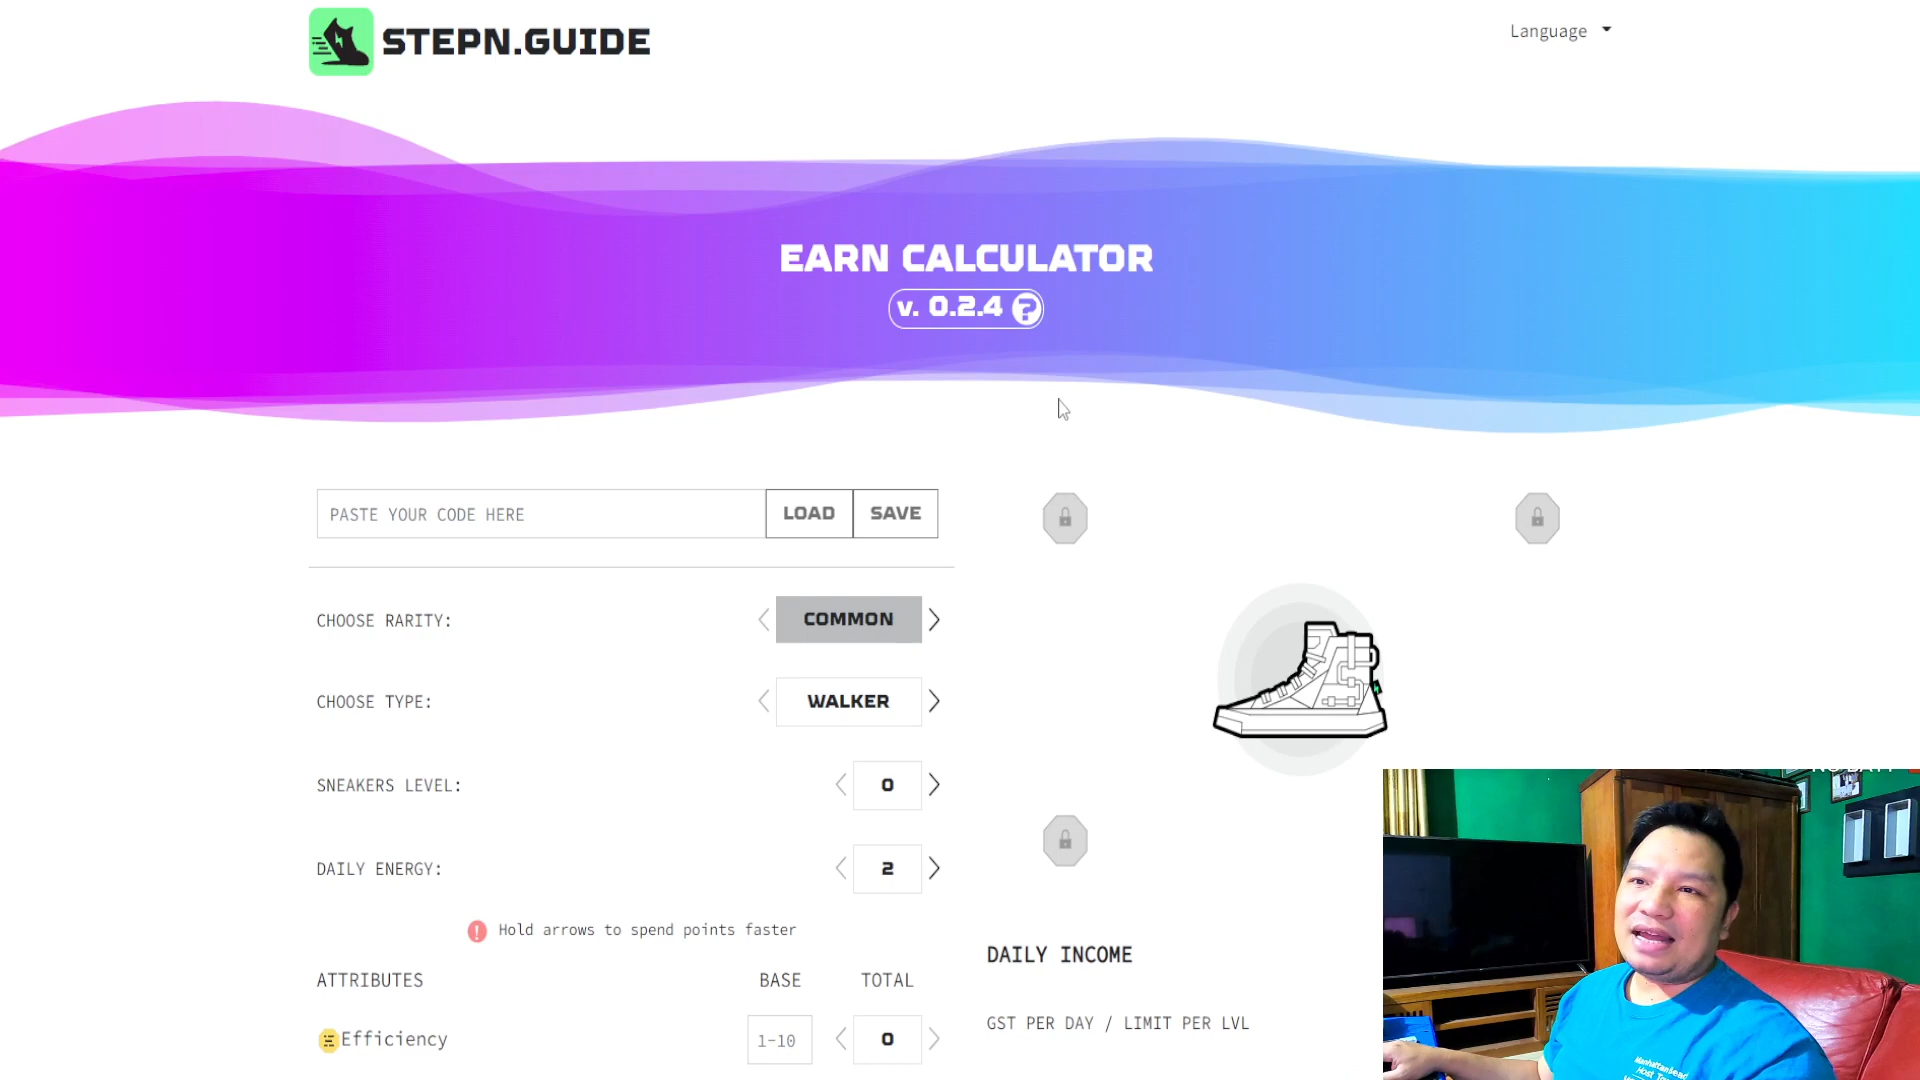 STEPN.GUIDE
Language
EARN CALCULATOR
v. 0.2.4 ?
PASTE YOUR CODE HERE
LOAD
SAVE
CHOOSE RARITY:
COMMON
CHOOSE TYPE:
WALKER
SNEAKERS LEVEL:
0
DAILY ENERGY:
2
! Hold arrows to spend points faster
ATTRIBUTES
BASE
TOTAL
Efficiency
1-10
0
DAILY INCOME
GST PER DAY / LIMIT PER LVL